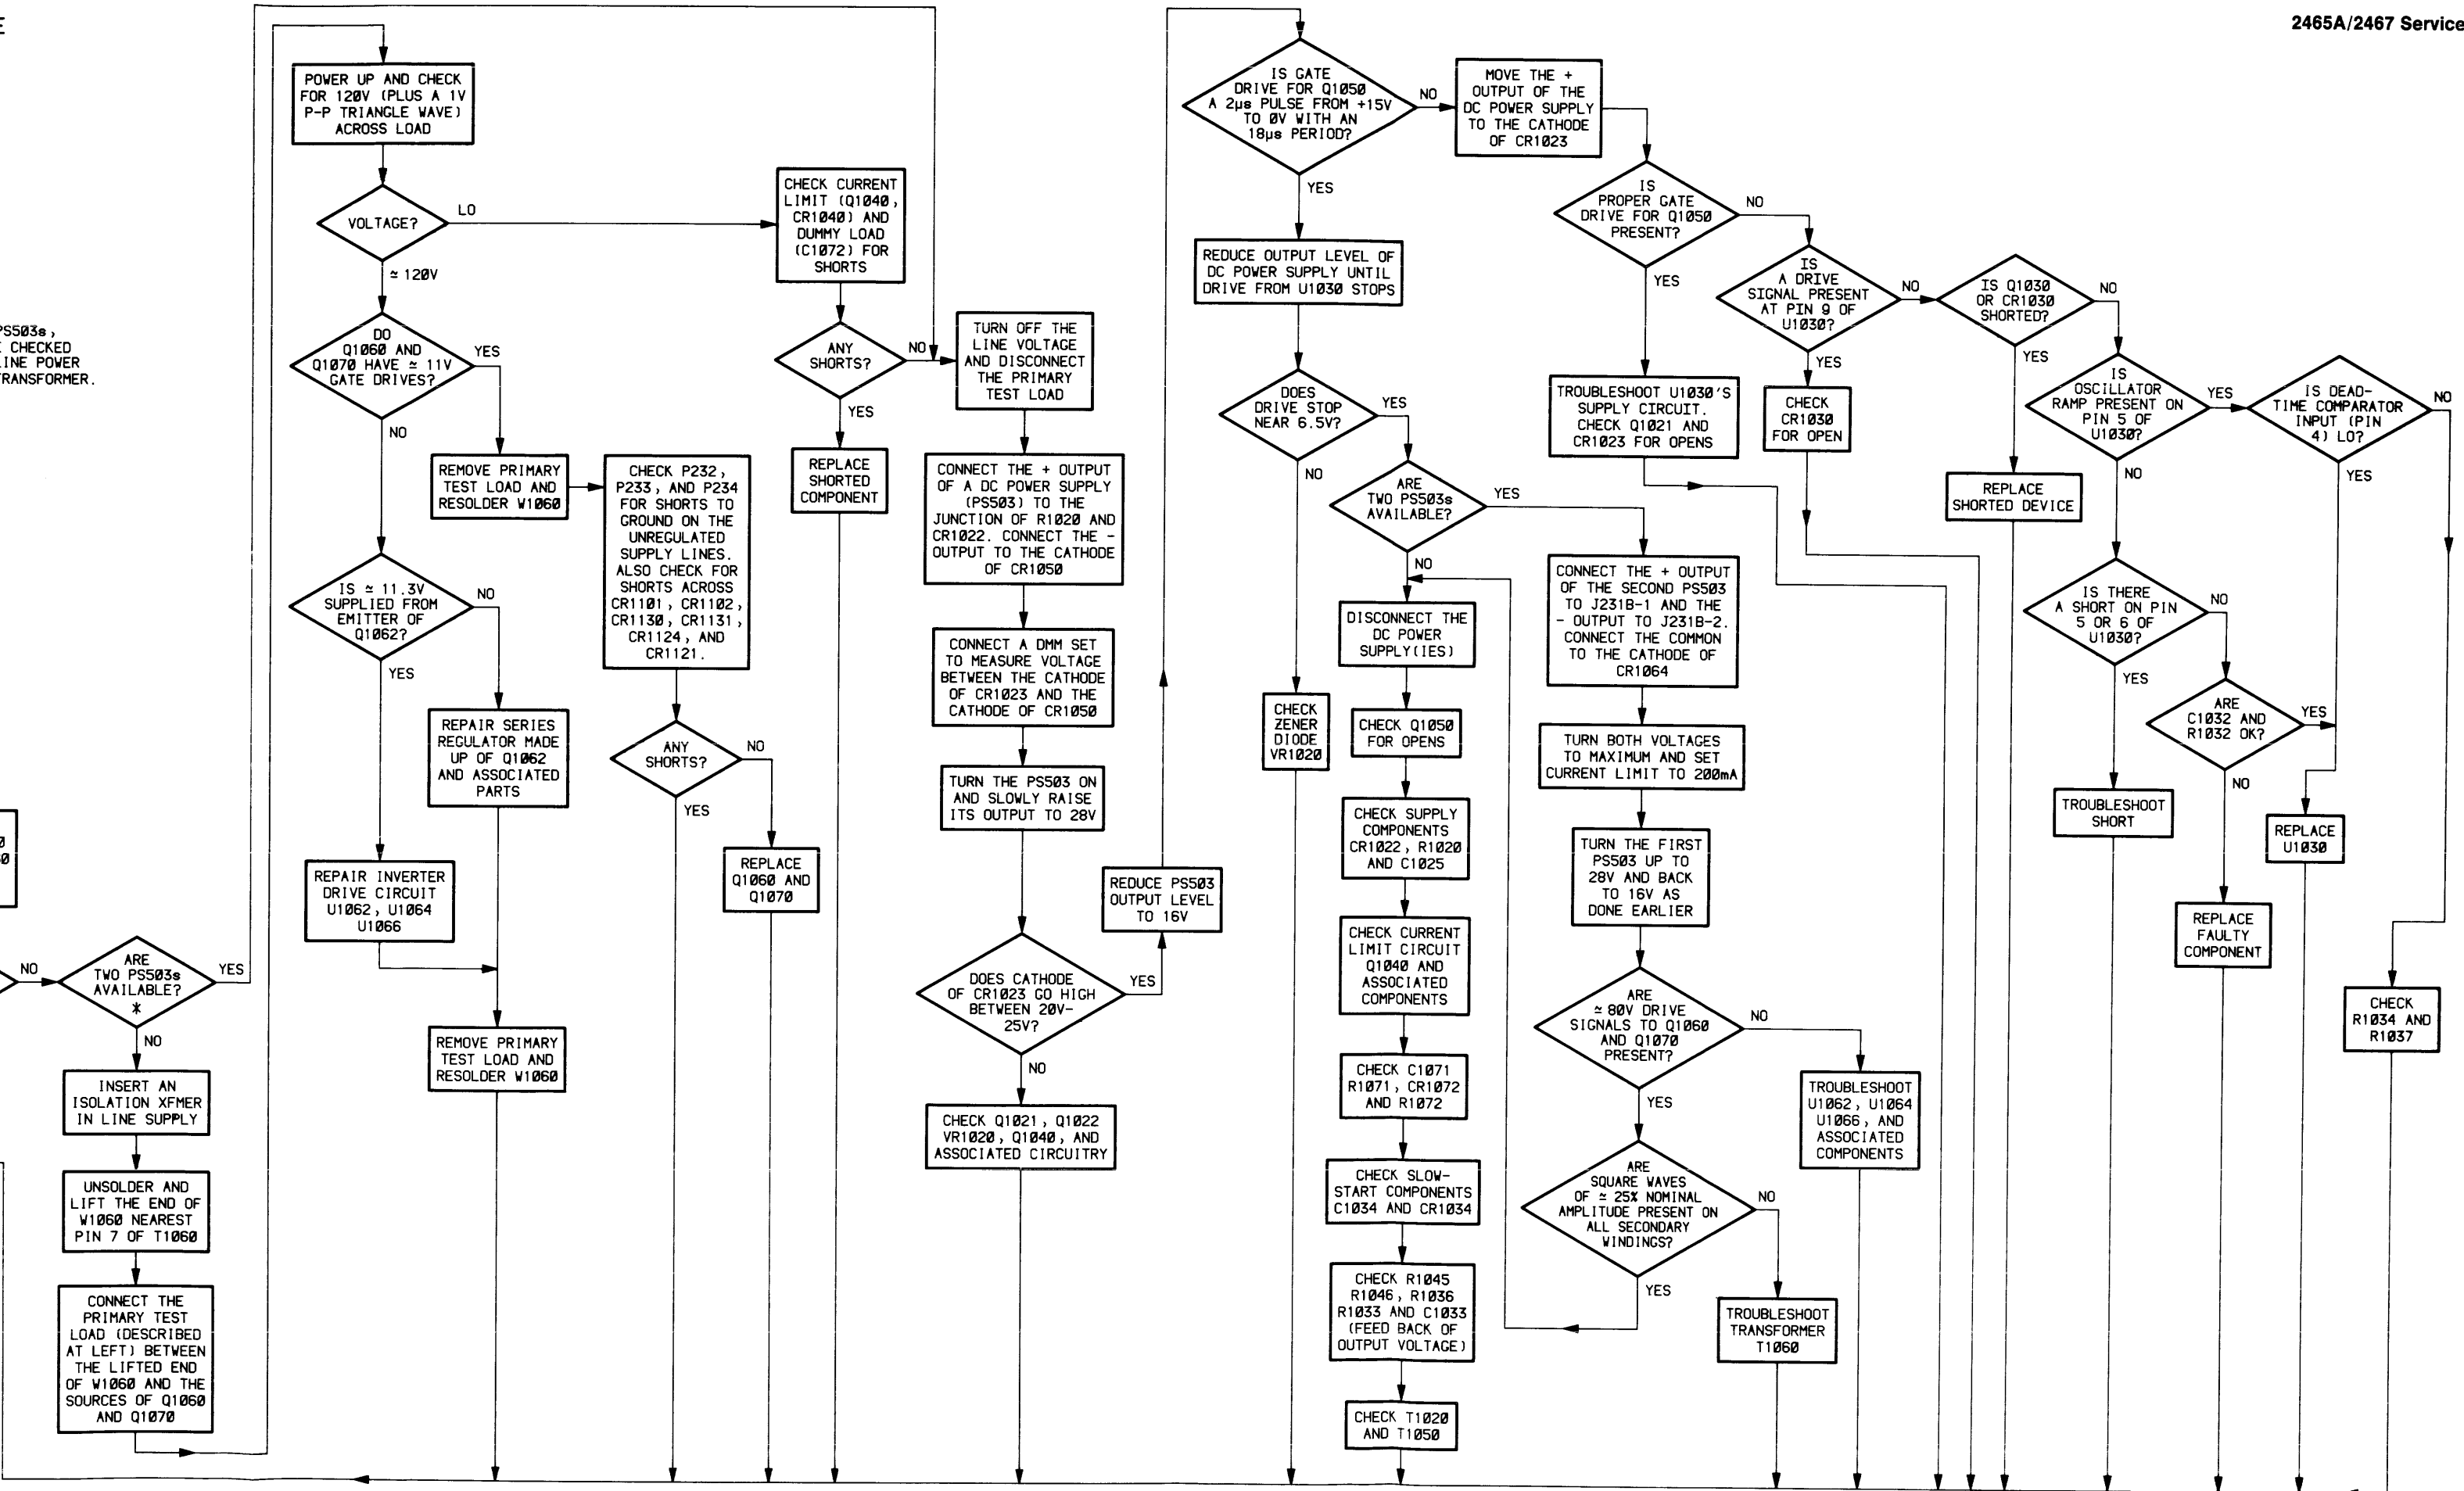 E
2465A/2467 Service
PS503s,
CHECKED
LINE POWER
TRANSFORMER.
0
0
NO
ARE
TWO PS503s
AVAILABLE?
*
YES
NO
INSERT AN
ISOLATION XFMER
IN LINE SUPPLY
UNSOLDER AND
LIFT THE END OF
W1060 NEAREST
PIN 7 OF T1060
CONNECT THE
PRIMARY TEST
LOAD (DESCRIBED
AT LEFT) BETWEEN
THE LIFTED END
OF W1060 AND THE
SOURCES OF Q1060
AND Q1070
POWER UP AND CHECK
FOR 120V (PLUS A 1V
P-P TRIANGLE WAVE)
ACROSS LOAD
VOLTAGE?
LO
≃ 120V
DO
Q1060 AND
Q1070 HAVE ≃ 11V
GATE DRIVES?
YES
NO
REMOVE PRIMARY
TEST LOAD AND
RESOLDER W1060
IS ≃ 11.3V
SUPPLIED FROM
EMITTER OF
Q1062?
NO
YES
REPAIR SERIES
REGULATOR MADE
UP OF Q1062
AND ASSOCIATED
PARTS
REPAIR INVERTER
DRIVE CIRCUIT
U1062, U1064
U1066
REMOVE PRIMARY
TEST LOAD AND
RESOLDER W1060
CHECK P232,
P233, AND P234
FOR SHORTS TO
GROUND ON THE
UNREGULATED
SUPPLY LINES.
ALSO CHECK FOR
SHORTS ACROSS
CR1101, CR1102,
CR1130, CR1131,
CR1124, AND
CR1121.
ANY
SHORTS?
NO
YES
REPLACE
Q1060 AND
Q1070
CHECK CURRENT
LIMIT (Q1040,
CR1040) AND
DUMMY LOAD
(C1072) FOR
SHORTS
ANY
SHORTS?
NO
YES
REPLACE
SHORTED
COMPONENT
TURN OFF THE
LINE VOLTAGE
AND DISCONNECT
THE PRIMARY
TEST LOAD
CONNECT THE + OUTPUT
OF A DC POWER SUPPLY
(PS503) TO THE
JUNCTION OF R1020 AND
CR1022. CONNECT THE -
OUTPUT TO THE CATHODE
OF CR1050
CONNECT A DMM SET
TO MEASURE VOLTAGE
BETWEEN THE CATHODE
OF CR1023 AND THE
CATHODE OF CR1050
TURN THE PS503 ON
AND SLOWLY RAISE
ITS OUTPUT TO 28V
DOES CATHODE
OF CR1023 GO HIGH
BETWEEN 20V-
25V?
YES
NO
CHECK Q1021, Q1022
VR1020, Q1040, AND
ASSOCIATED CIRCUITRY
REDUCE PS503
OUTPUT LEVEL
TO 16V
IS GATE
DRIVE FOR Q1050
A 2µs PULSE FROM +15V
TO 0V WITH AN
18µs PERIOD?
NO
YES
REDUCE OUTPUT LEVEL OF
DC POWER SUPPLY UNTIL
DRIVE FROM U1030 STOPS
DOES
DRIVE STOP
NEAR 6.5V?
YES
NO
CHECK
ZENER
DIODE
VR1020
ARE
TWO PS503s
AVAILABLE?
YES
NO
DISCONNECT THE
DC POWER
SUPPLY(IES)
CHECK Q1050
FOR OPENS
CHECK SUPPLY
COMPONENTS
CR1022, R1020
AND C1025
CHECK CURRENT
LIMIT CIRCUIT
Q1040 AND
ASSOCIATED
COMPONENTS
CHECK C1071
R1071, CR1072
AND R1072
CHECK SLOW-
START COMPONENTS
C1034 AND CR1034
CHECK R1045
R1046, R1036
R1033 AND C1033
(FEED BACK OF
OUTPUT VOLTAGE)
CHECK T1020
AND T1050
MOVE THE +
OUTPUT OF THE
DC POWER SUPPLY
TO THE CATHODE
OF CR1023
IS
PROPER GATE
DRIVE FOR Q1050
PRESENT?
NO
YES
TROUBLESHOOT U1030'S
SUPPLY CIRCUIT.
CHECK Q1021 AND
CR1023 FOR OPENS
CONNECT THE + OUTPUT
OF THE SECOND PS503
TO J231B-1 AND THE
- OUTPUT TO J231B-2.
CONNECT THE COMMON
TO THE CATHODE OF
CR1064
TURN BOTH VOLTAGES
TO MAXIMUM AND SET
CURRENT LIMIT TO 200mA
TURN THE FIRST
PS503 UP TO
28V AND BACK
TO 16V AS
DONE EARLIER
ARE
≃ 80V DRIVE
SIGNALS TO Q1060
AND Q1070
PRESENT?
NO
YES
TROUBLESHOOT
U1062, U1064
U1066, AND
ASSOCIATED
COMPONENTS
ARE
SQUARE WAVES
OF ≃ 25% NOMINAL
AMPLITUDE PRESENT ON
ALL SECONDARY
WINDINGS?
NO
YES
TROUBLESHOOT
TRANSFORMER
T1060
IS
A DRIVE
SIGNAL PRESENT
AT PIN 9 OF
U1030?
NO
YES
CHECK
CR1030
FOR OPEN
IS Q1030
OR CR1030
SHORTED?
NO
YES
REPLACE
SHORTED DEVICE
IS
OSCILLATOR
RAMP PRESENT ON
PIN 5 OF
U1030?
YES
NO
IS THERE
A SHORT ON PIN
5 OR 6 OF
U1030?
NO
YES
TROUBLESHOOT
SHORT
ARE
C1032 AND
R1032 OK?
YES
NO
REPLACE
FAULTY
COMPONENT
IS DEAD-
TIME COMPARATOR
INPUT (PIN
4) LO?
NO
YES
REPLACE
U1030
CHECK
R1034 AND
R1037